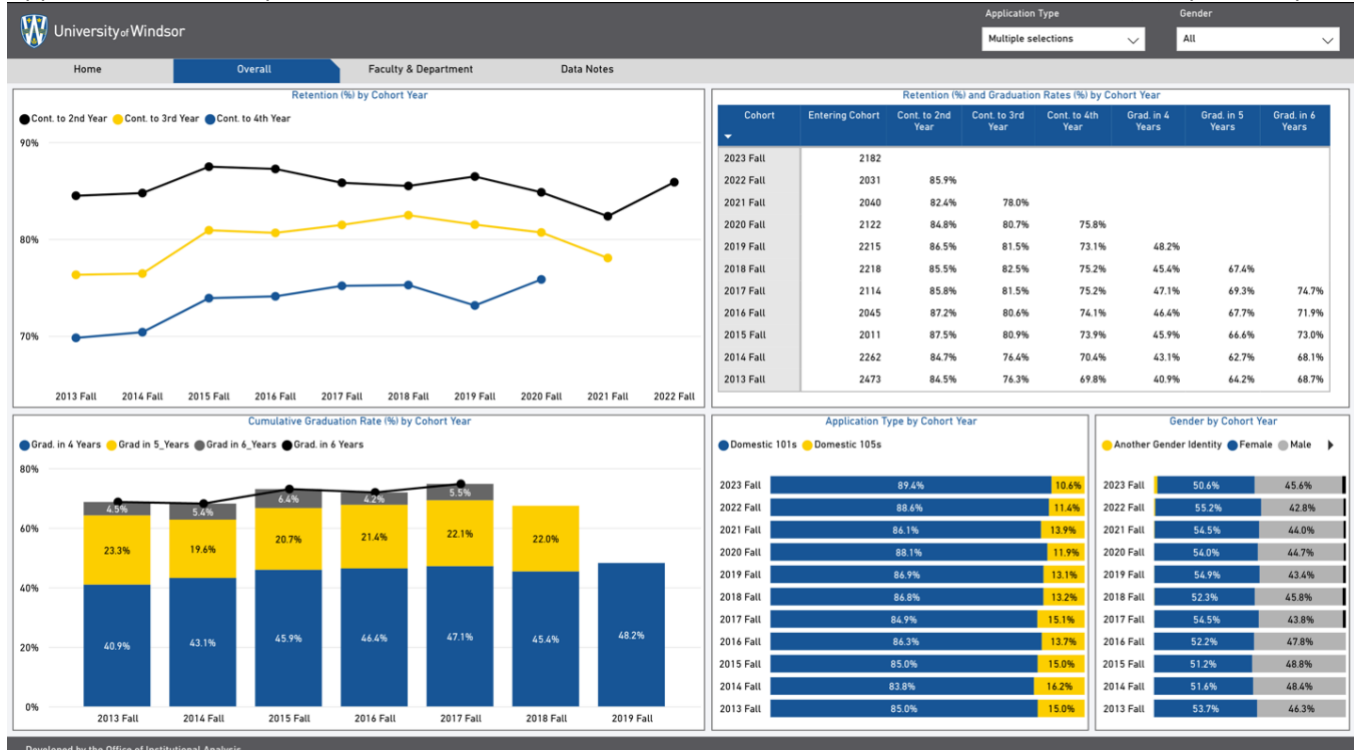 University of Windsor
Application Type
Gender
Multiple selections
All
Home
Overall
Faculty & Department
Data Notes
Retention (%) by Cohort Year
Cont. to 2nd Year Cont. to 3rd Year Cont. to 4th Year
90%
80%
70%
2013 Fall 2014 Fall 2015 Fall 2016 Fall 2017 Fall 2018 Fall 2019 Fall 2020 Fall 2021 Fall 2022 Fall
Retention (%) and Graduation Rates (%) by Cohort Year
Cohort Entering Cohort Cont. to 2nd Year Cont. to 3rd Year Cont. to 4th Year Grad. in 4 Years Grad. in 5 Years Grad. in 6 Years
2023 Fall 2182
2022 Fall 2031 85.9%
2021 Fall 2040 82.4% 78.0%
2020 Fall 2122 84.8% 80.7% 75.8%
2019 Fall 2215 86.5% 81.5% 73.1% 48.2%
2018 Fall 2218 85.5% 82.5% 75.2% 45.4% 67.4%
2017 Fall 2114 85.8% 81.5% 75.2% 47.1% 69.3% 74.7%
2016 Fall 2045 87.2% 80.6% 74.1% 46.4% 67.7% 71.9%
2015 Fall 2011 87.5% 80.9% 73.9% 45.9% 66.6% 73.0%
2014 Fall 2262 84.7% 76.4% 70.4% 43.1% 62.7% 68.1%
2013 Fall 2473 84.5% 76.3% 69.8% 40.9% 64.2% 68.7%
Cumulative Graduation Rate (%) by Cohort Year
Grad. in 4 Years Grad in 5_Years Grad in 6_Years Grad. in 6 Years
80%
60%
40%
20%
0%
4.5% 5.4% 6.4% 4.2% 5.5%
23.3% 19.6% 20.7% 21.4% 22.1% 22.0%
40.9% 43.1% 45.9% 46.4% 47.1% 45.4% 48.2%
2013 Fall 2014 Fall 2015 Fall 2016 Fall 2017 Fall 2018 Fall 2019 Fall
Application Type by Cohort Year
Domestic 101s Domestic 105s
2023 Fall 89.4% 10.6%
2022 Fall 88.6% 11.4%
2021 Fall 86.1% 13.9%
2020 Fall 88.1% 11.9%
2019 Fall 86.9% 13.1%
2018 Fall 86.8% 13.2%
2017 Fall 84.9% 15.1%
2016 Fall 86.3% 13.7%
2015 Fall 85.0% 15.0%
2014 Fall 83.8% 16.2%
2013 Fall 85.0% 15.0%
Gender by Cohort Year
Another Gender Identity Female Male
2023 Fall 50.6% 45.6%
2022 Fall 55.2% 42.8%
2021 Fall 54.5% 44.0%
2020 Fall 54.0% 44.7%
2019 Fall 54.9% 43.4%
2018 Fall 52.3% 45.8%
2017 Fall 54.5% 43.8%
2016 Fall 52.2% 47.8%
2015 Fall 51.2% 48.8%
2014 Fall 51.6% 48.4%
2013 Fall 53.7% 46.3%
Developed by the Office of Institutional Analysis